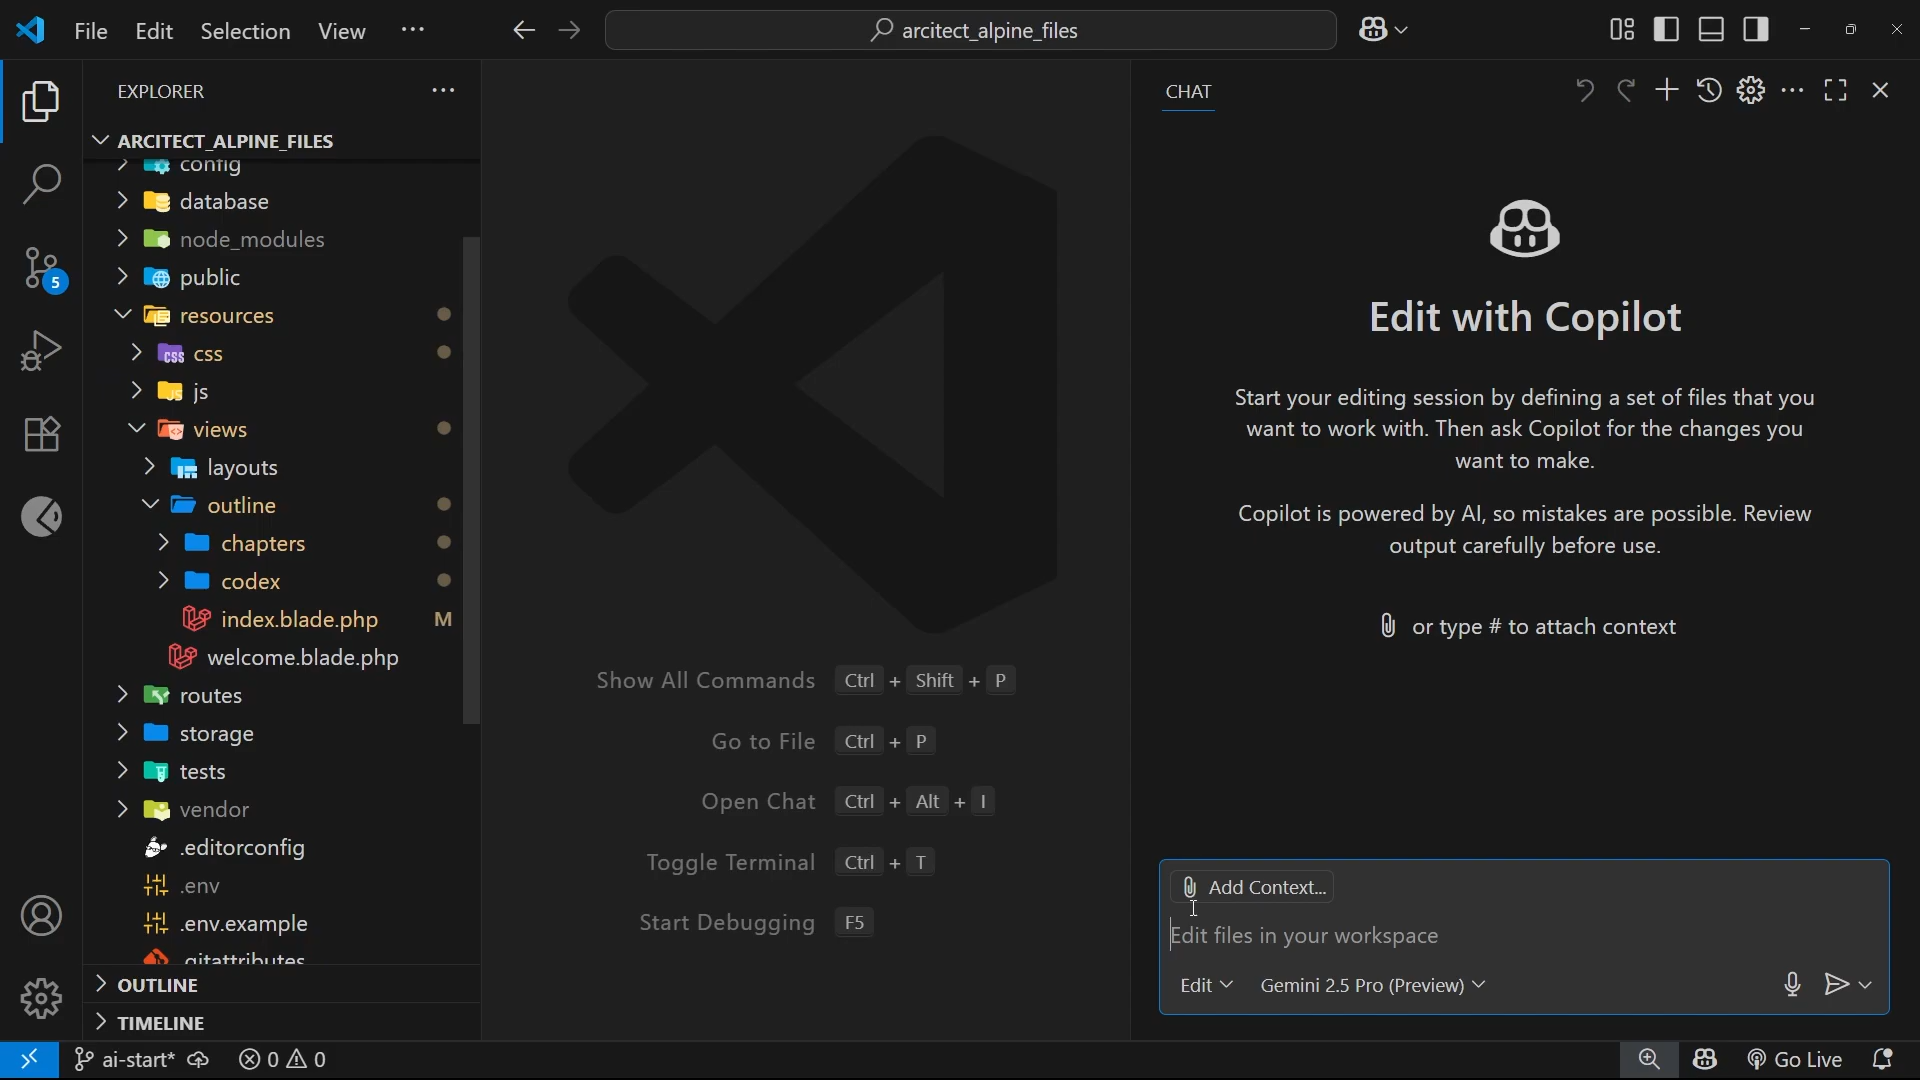 File Edit Selection View ···
arcitect_alpine_files
EXPLORER
ARCITECT_ALPINE_FILES
config
database
node_modules
public
resources
css
js
views
layouts
outline
chapters
codex
index.blade.php M
welcome.blade.php
routes
storage
tests
vendor
.editorconfig
.env
.env.example
.gitattributes
OUTLINE
TIMELINE
5
Show All Commands Ctrl + Shift + P
Go to File Ctrl + P
Open Chat Ctrl + Alt + I
Toggle Terminal Ctrl + T
Start Debugging F5
CHAT
Edit with Copilot
Start your editing session by defining a set of files that you
want to work with. Then ask Copilot for the changes you
want to make.
Copilot is powered by AI, so mistakes are possible. Review
output carefully before use.
or type # to attach context
Add Context...
Edit files in your workspace
Edit Gemini 2.5 Pro (Preview)
ai-start* 0 0
Go Live